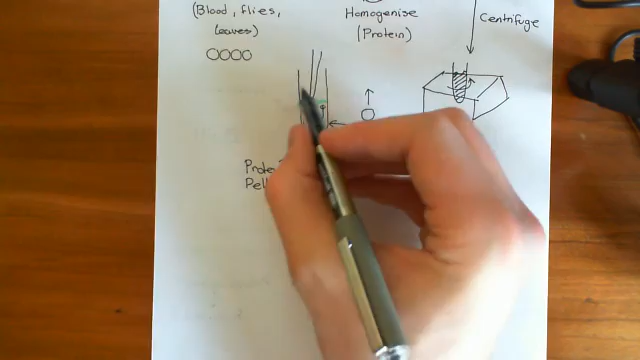 (Blood, flies,
leaves)
Homogenise
(Protein)
Centrifuge